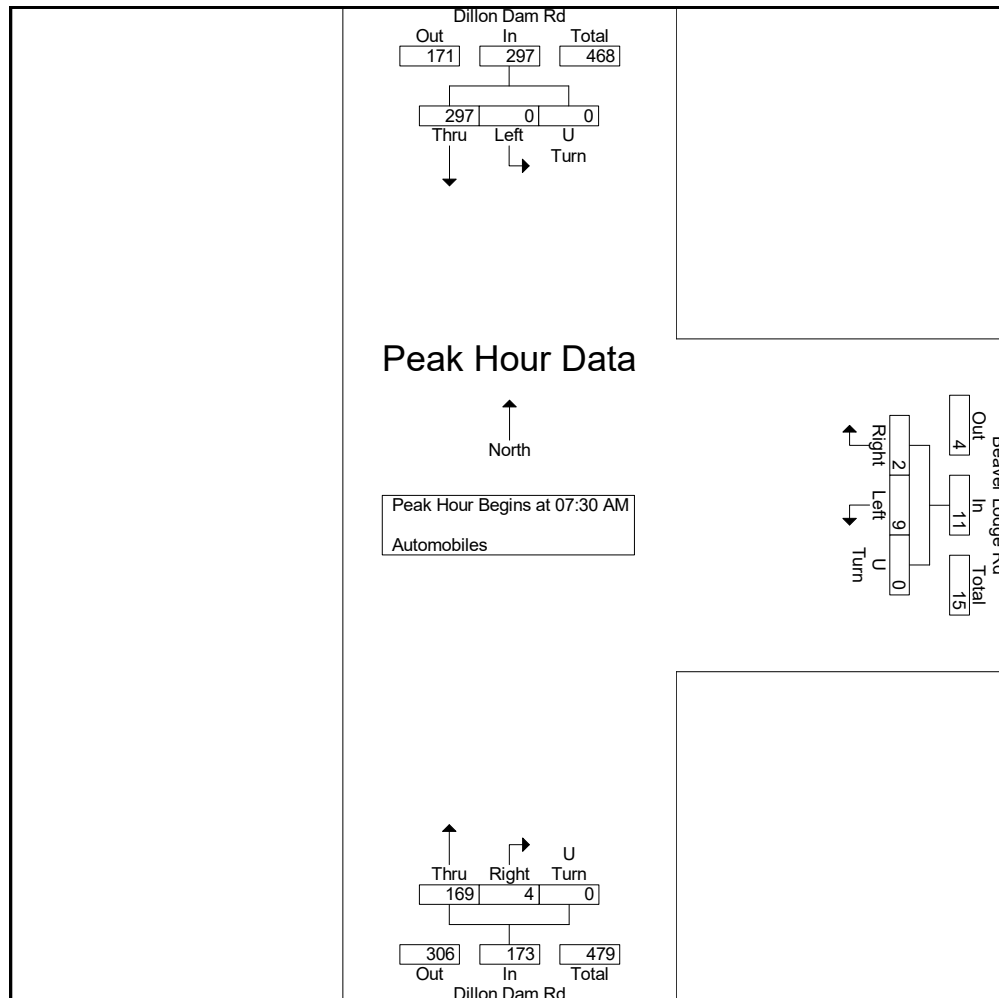 Dillon Dam Rd
Out In Total
171 297 468
297 0 0
Thru Left U
Turn
Peak Hour Data
North
Peak Hour Begins at 07:30 AM
Automobiles
Out In Total
4 11 15
2 9 0
Right Left U
Turn
U
Thru Right Turn
169 4 0
306 173 479
Out In Total
Dillon Dam Rd